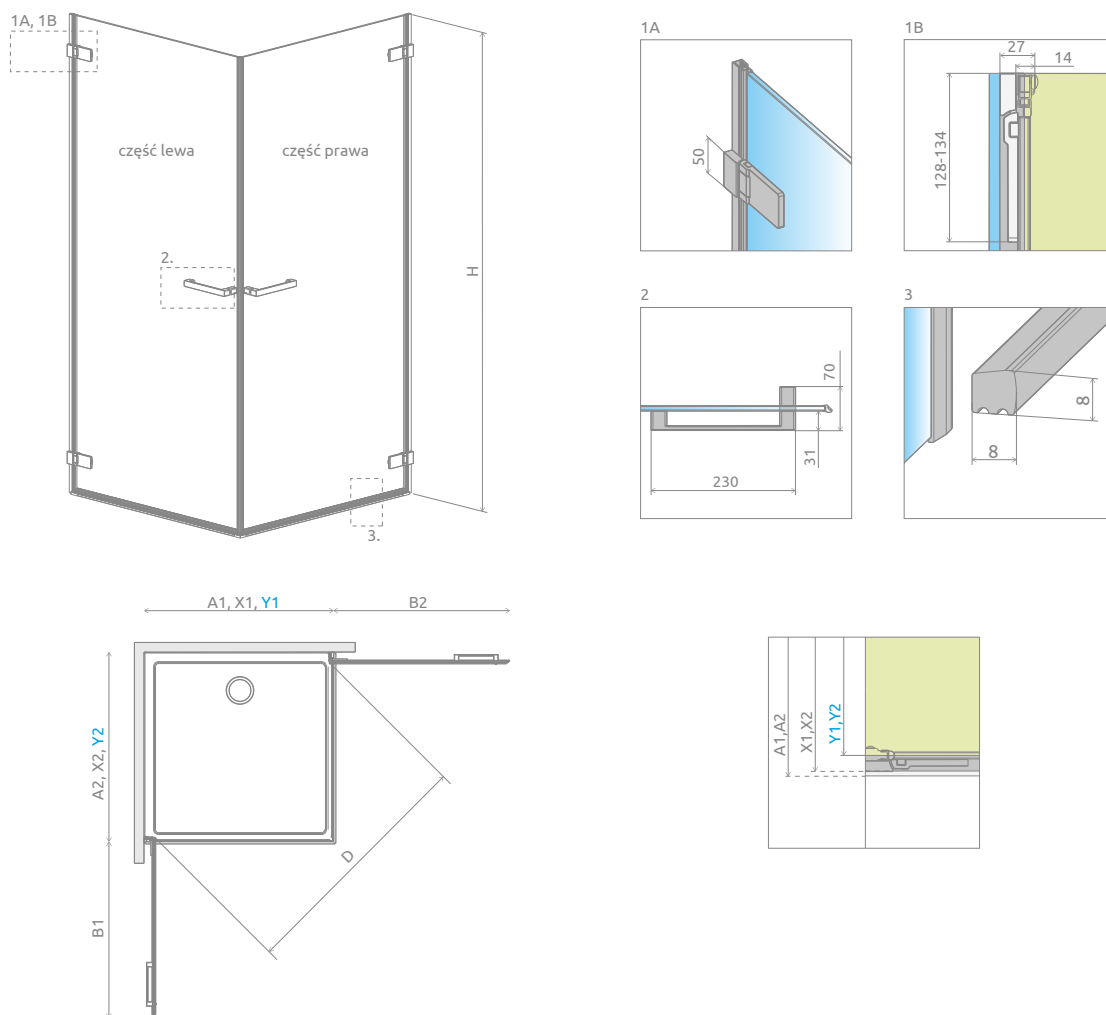 1A, 1B
część lewa
część prawa
2.
H
3.
1A
50
1B
27
14
128-134
2
70
31
230
3
8
8
A1, X1, Y1
B2
A2, X2, Y2
D
B1
A1,A2
X1,X2
Y1,Y2